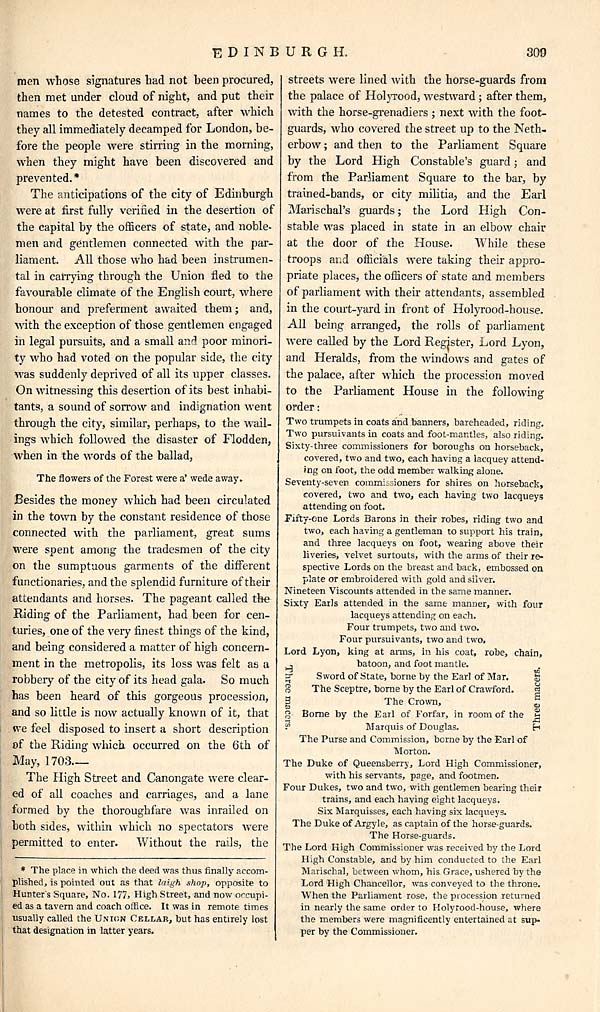 EDINBURGH. 309
men whose signatures had not been procured,
then met under cloud of night, and put their
names to the detested contract, after which
they all immediately decamped for London, be-
fore the people were stirring in the morning,
when they might have been discovered and
prevented.*
The anticipations of the city of Edinburgh
were at first fully verified in the desertion of
the capital by the officers of state, and noble-
men and gentlemen connected with the par-
liament. All those who had been instrumen-
tal in carrying through the Union fled to the
favourable climate of the English court, where
honour and preferment awaited them; and,
with the exception of those gentlemen engaged
in legal pursuits, and a small and poor minori-
ty who had voted on the popular side, the city
was suddenly deprived of all its upper classes.
On witnessing this desertion of its best inhabi-
tants, a sound of sorrow and indignation went
through the city, similar, perhaps, to the wail-
ings which followed the disaster of Flodden,
when in the words of the ballad,
The flowers of the Forest were a' wede away.
Besides the money which had been circulated
in the town by the constant residence of those
connected with the parliament, great sums
were spent among the tradesmen of the city
on the sumptuous garments of the different
functionaries, and the splendid furniture of their
attendants and horses. The pageant called the
Riding of the Parliament, had been for cen-
turies, one of the very finest things of the kind,
and being considered a matter of high concern-
ment in the metropolis, its loss was felt as a
robbery of the city of its head gala. So much
has been heard of this gorgeous procession,
and so little is now actually known of it, that
we feel disposed to insert a short description
of the Riding which occurred on the 6th of
May, 1703.—
The High Street and Canongate were clear-
ed of all coaches and carriages, and a lane
formed by the thoroughfare was inrailed on
both sides, within which no spectators were
permitted to enter. Without the rails, the
* The place in which the deed was thus finally accom-
plished, is pointed out as that laigh shop, opposite to
Hunter's Square, No. 177, High Street, and now occupi-
ed as a tavern and coach office. It was in remote times
usually called the UNION CELLAR, but has entirely lost
that designation in latter years.
streets were lined with the horse-guards from
the palace of Holyrood, westward; after them,
with the horse-grenadiers; next with the foot-
guards, who covered the street up to the Neth-
erbow; and then to the Parliament Square
by the Lord High Constable's guard; and
from the Parliament Square to the bar, by
trained-bands, or city militia, and the Earl
Marischal's guards; the Lord High Con-
stable was placed in state in an elbow chair
at the door of the House. While these
troops and officials were taking their appro-
priate places, the officers of state and members
of parliament with their attendants, assembled
in the court-yard in front of Holyrood-house.
All being arranged, the rolls of parliament
were called by the Lord Register, Lord Lyon,
and Heralds, from the windows and gates of
the palace, after which the procession moved
to the Parliament House in the following
order:
Two trumpets in coats and banners, bareheaded, riding.
Two pursuivants in coats and foot-mantles, also riding.
Sixty-three commissioners for boroughs on horseback,
covered, two and two, each having a lacquey attend-
ing on foot, the odd member walking alone.
Seventy-seven commissioners for shires on horseback,
covered, two and two, each having two lacqueys
attending on foot.
Fifty-one Lords Barons in their robes, riding two and
two, each having a gentleman to support his train,
and three lacqueys on foot, wearing above their
liveries, velvet surtouts, with the arms of their re-
spective Lords on the breast and back, embossed on
plate or embroidered with gold and silver.
Nineteen Viscounts attended in the same manner.
Sixty Earls attended in the same manner, with four
lacqueys attending on each.
Four trumpets, two and two.
Four pursuivants, two and two.
Lord Lyon, king at arms, in his coat, robe, chain,
batoon, and foot mantle.
Three macers.
Sword of State, borne by the Earl of Mar.
The Sceptre, borne by the Earl of Crawford.
The Crown,
Borne by the Earl of Forfar, in room of the
Marquis of Douglas.
Three macers.
The Purse and Commission, borne by the Earl of
Morton.
The Duke of Queensberry, Lord High Commissioner,
with his servants, page, and footmen.
Four Dukes, two and two, with gentlemen bearing their
trains, and each having eight lacqueys.
Six Marquisses, each having six lacqueys.
The Duke of Argyle, as captain of the horse-guards.
The Horse-guards.
The Lord High Commissioner was received by the Lord
High Constable, and by him conducted to the Earl
Marischal, between whom, his Grace, ushered by the
Lord High Chancellor, was conveyed to the throne.
When the Parliament rose, the procession returned
in nearly the same order to Holyrood-house, where
the members were magnificently entertained at sup-
per by the Commissioner.